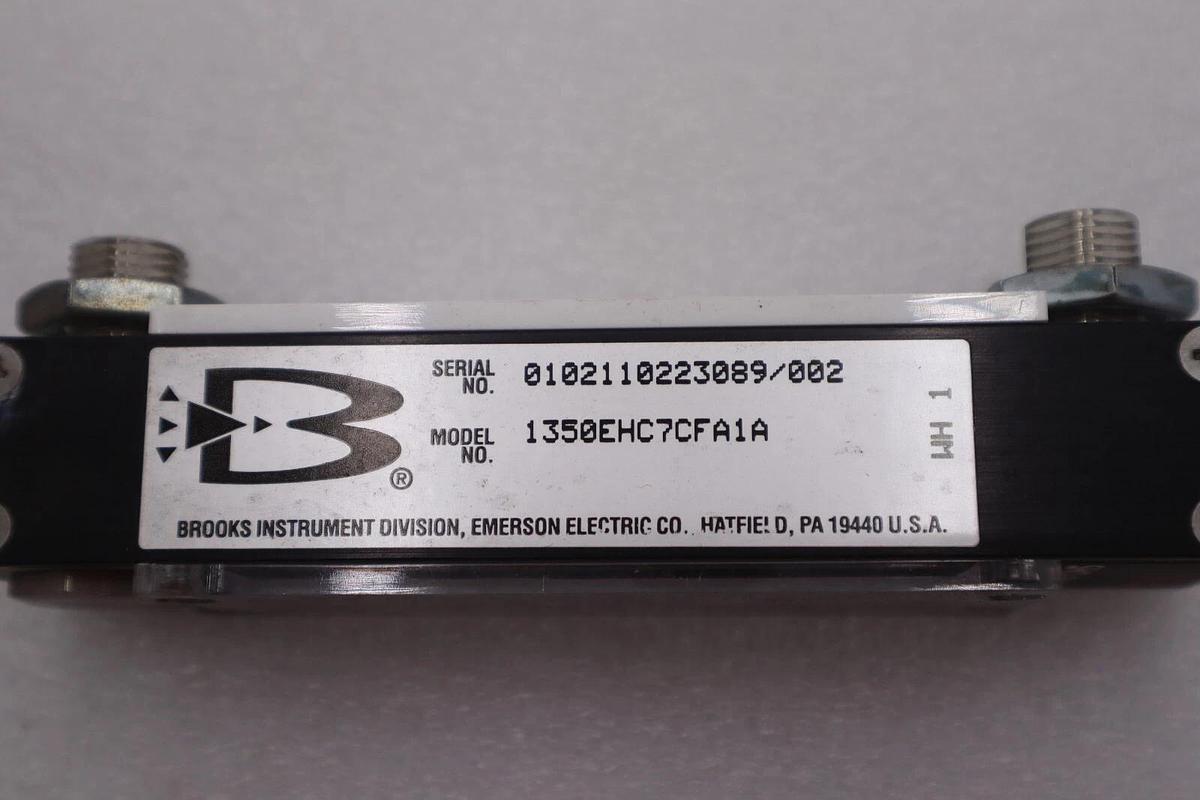 SERIAL NO. 0102110223089/002
MODEL NO. 1350EHC7CFA1A
WH 1
B ®
BROOKS INSTRUMENT DIVISION, EMERSON ELECTRIC CO., HATFIELD, PA 19440 U.S.A.